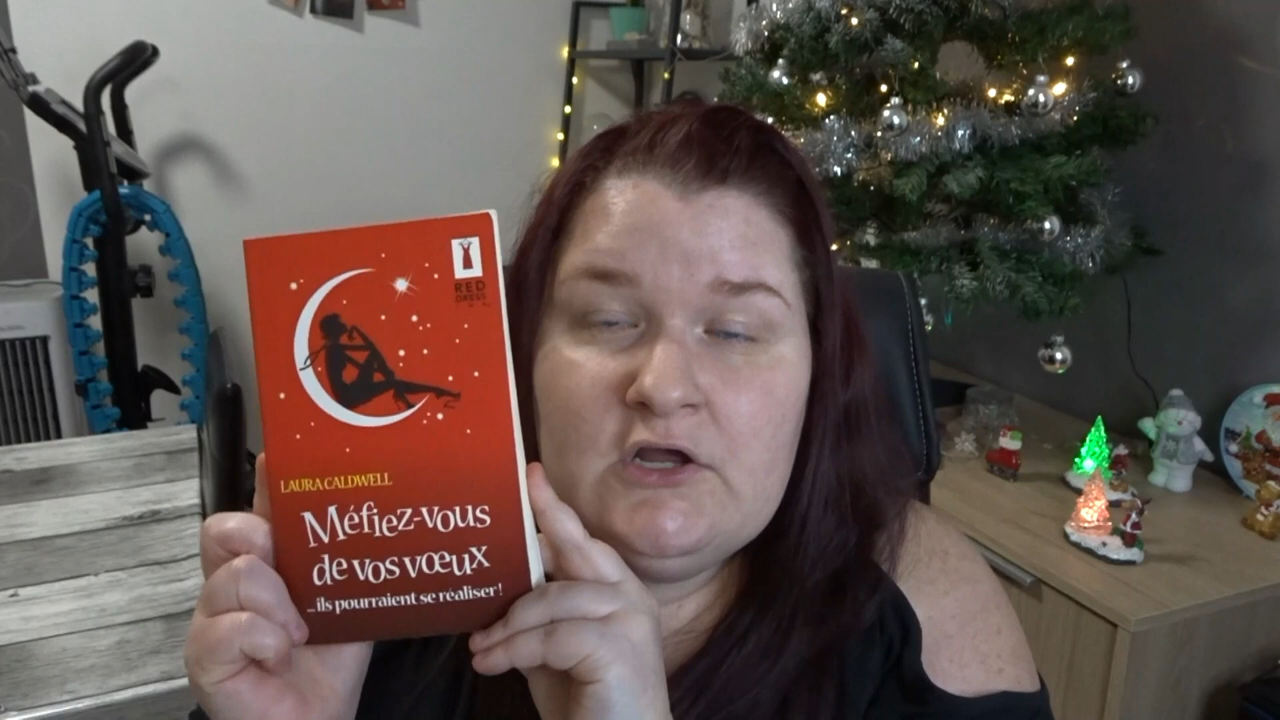 RED
DRESS
LAURA CALDWELL
Méfiez-vous
de vos vœux
...ils pourraient se réaliser !